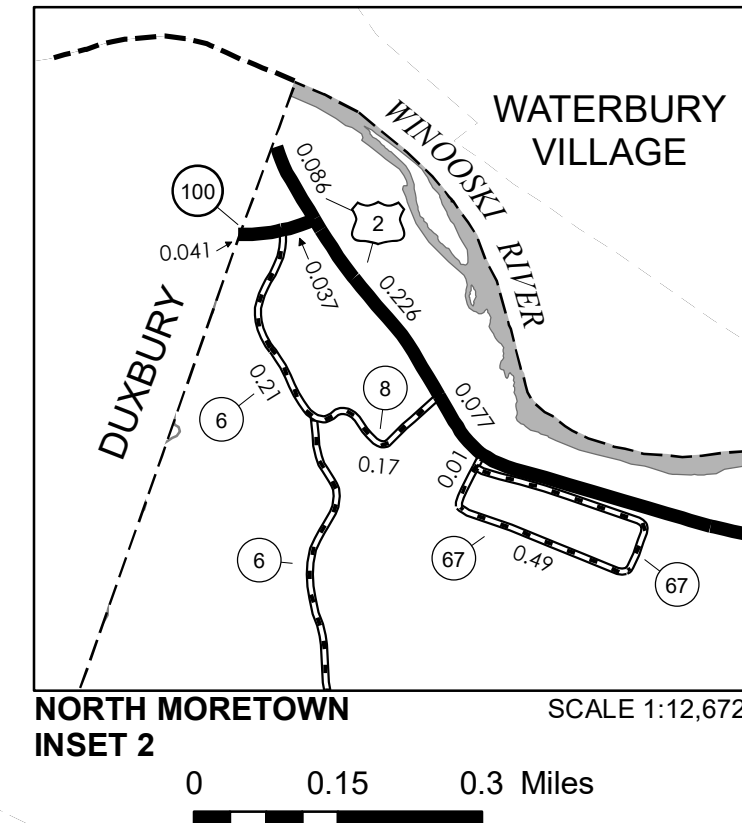 WATERBURY
VILLAGE
WINOOSKI RIVER
0.086
100
2
0.041
0.037
0.226
DUXBURY
0.21
8
6
0.077
0.17
0.01
6
67
0.49
67
NORTH MORETOWN
INSET 2
SCALE 1:12,672
0 0.15 0.3 Miles